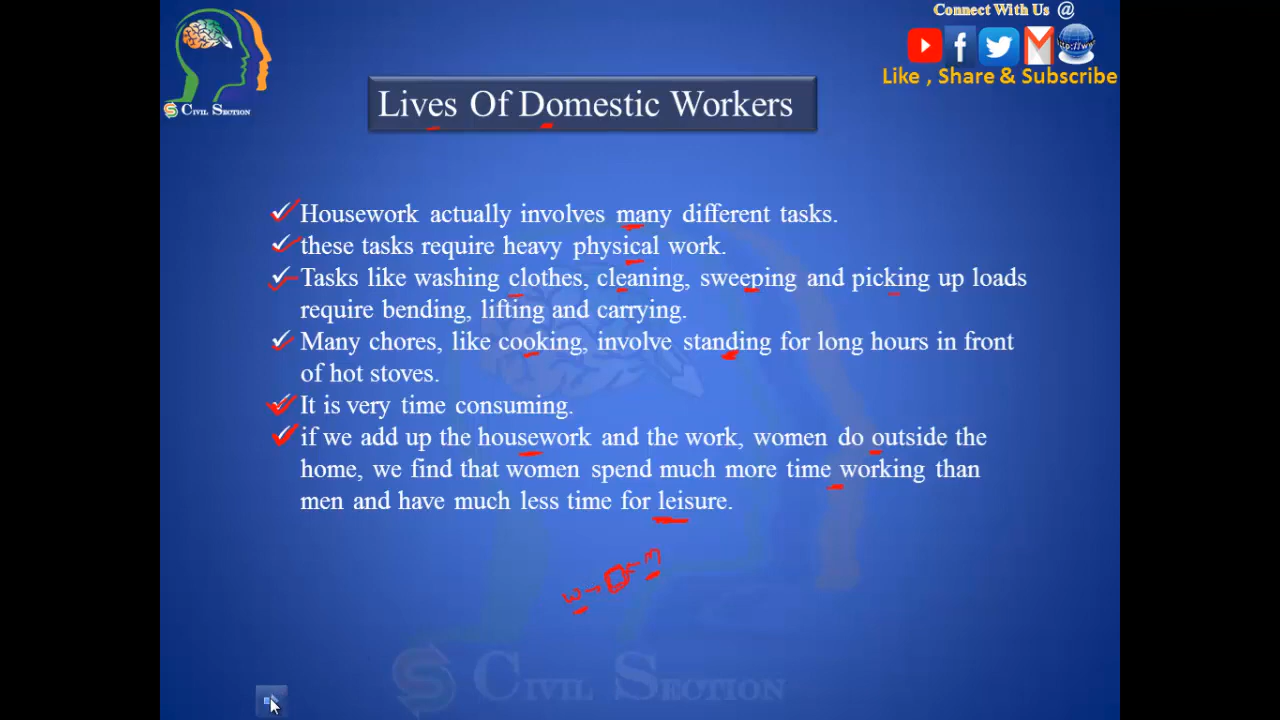 Connect With Us @
http://ww
Like , Share & Subscribe
S CIVIL SECTION
Lives Of Domestic Workers
Housework actually involves many different tasks.
these tasks require heavy physical work.
Tasks like washing clothes, cleaning, sweeping and picking up loads
require bending, lifting and carrying.
Many chores, like cooking, involve standing for long hours in front
of hot stoves.
It is very time consuming.
if we add up the housework and the work, women do outside the
home, we find that women spend much more time working than
men and have much less time for leisure.
S CIVIL SECTION